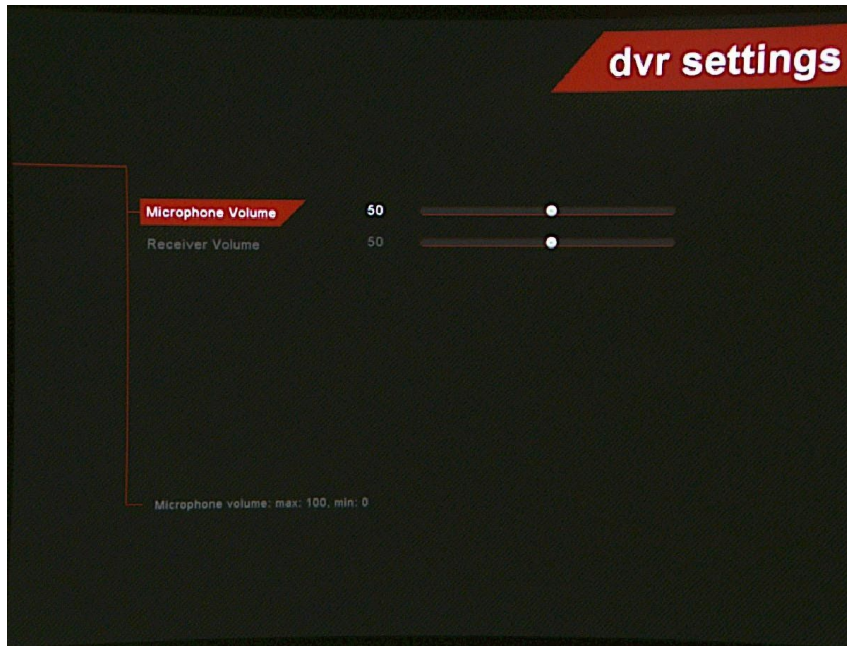 dvr settings
Microphone Volume 50
Receiver Volume 50
Microphone volume: max: 100, min: 0